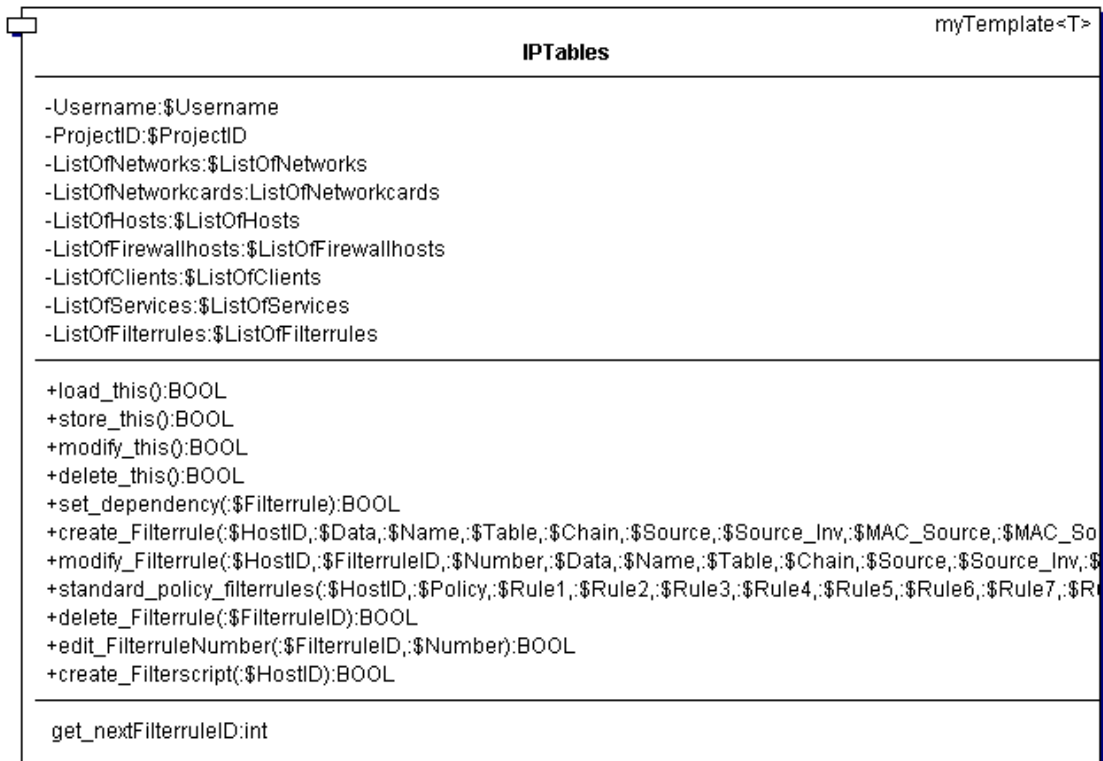 myTemplate<T>
IPTables
-Username:$Username
-ProjectID:$ProjectID
-ListOfNetworks:$ListOfNetworks
-ListOfNetworkcards:ListOfNetworkcards
-ListOfHosts:$ListOfHosts
-ListOfFirewallhosts:$ListOfFirewallhosts
-ListOfClients:$ListOfClients
-ListOfServices:$ListOfServices
-ListOfFilterrules:$ListOfFilterrules
+load_this():BOOL
+store_this():BOOL
+modify_this():BOOL
+delete_this():BOOL
+set_dependency(:$Filterrule):BOOL
+create_Filterrule(:$HostID,:$Data,:$Name,:$Table,:$Chain,:$Source,:$Source_Inv,:$MAC_Source,:$MAC_So
+modify_Filterrule(:$HostID,:$FilterruleID,:$Number,:$Data,:$Name,:$Table,:$Chain,:$Source,:$Source_Inv,:$
+standard_policy_filterrules(:$HostID,:$Policy,:$Rule1,:$Rule2,:$Rule3,:$Rule4,:$Rule5,:$Rule6,:$Rule7,:$Ru
+delete_Filterrule(:$FilterruleID):BOOL
+edit_FilterruleNumber(:$FilterruleID,:$Number):BOOL
+create_Filterscript(:$HostID):BOOL
get_nextFilterruleID:int